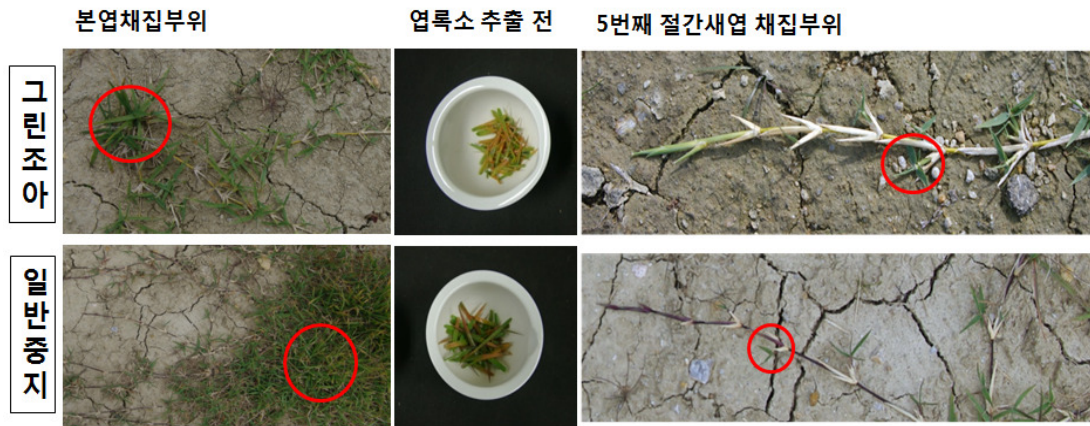 본엽채집부위
엽록소 추출 전
5번째 절간새엽 채집부위
그린조아
일반중지